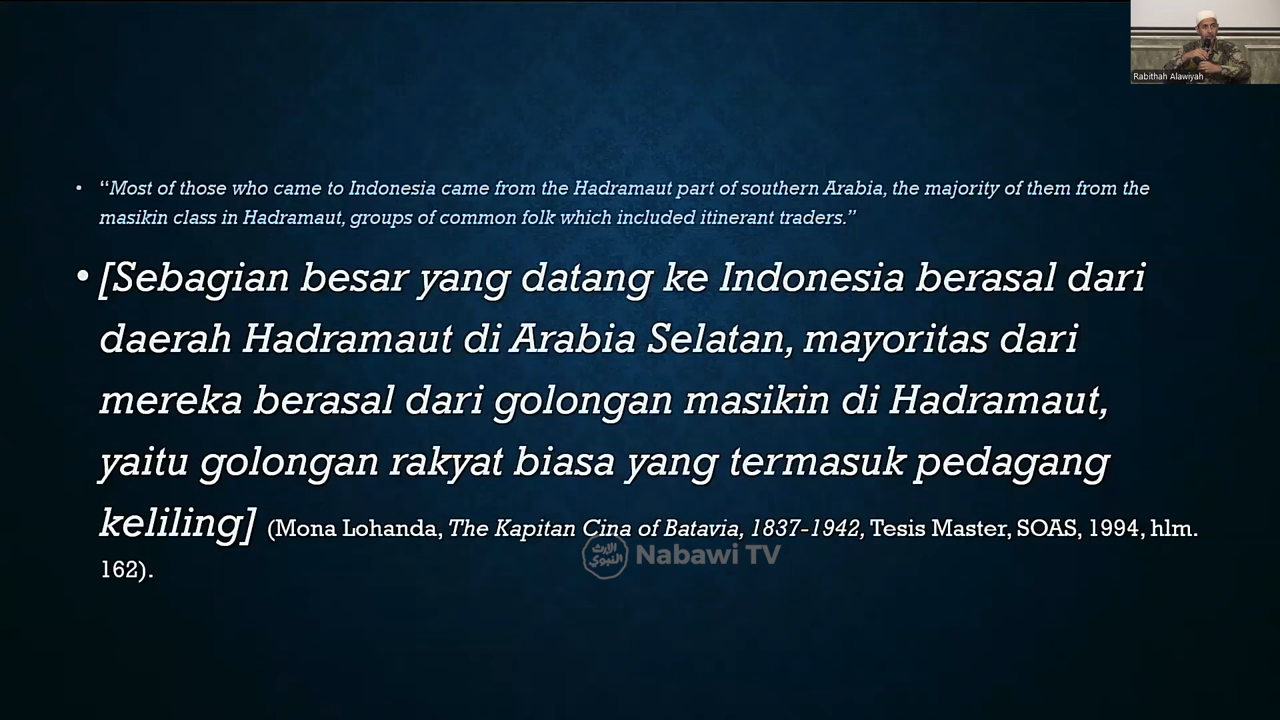 Rabithah Alawiyah
• “Most of those who came to Indonesia came from the Hadramaut part of southern Arabia, the majority of them from the
masikin class in Hadramaut, groups of common folk which included itinerant traders.”
• [Sebagian besar yang datang ke Indonesia berasal dari
daerah Hadramaut di Arabia Selatan, mayoritas dari
mereka berasal dari golongan masikin di Hadramaut,
yaitu golongan rakyat biasa yang termasuk pedagang
keliling] (Mona Lohanda, The Kapitan Cina of Batavia, 1837-1942, Tesis Master, SOAS, 1994, hlm.
162).
الإرث
النبوي
Nabawi TV